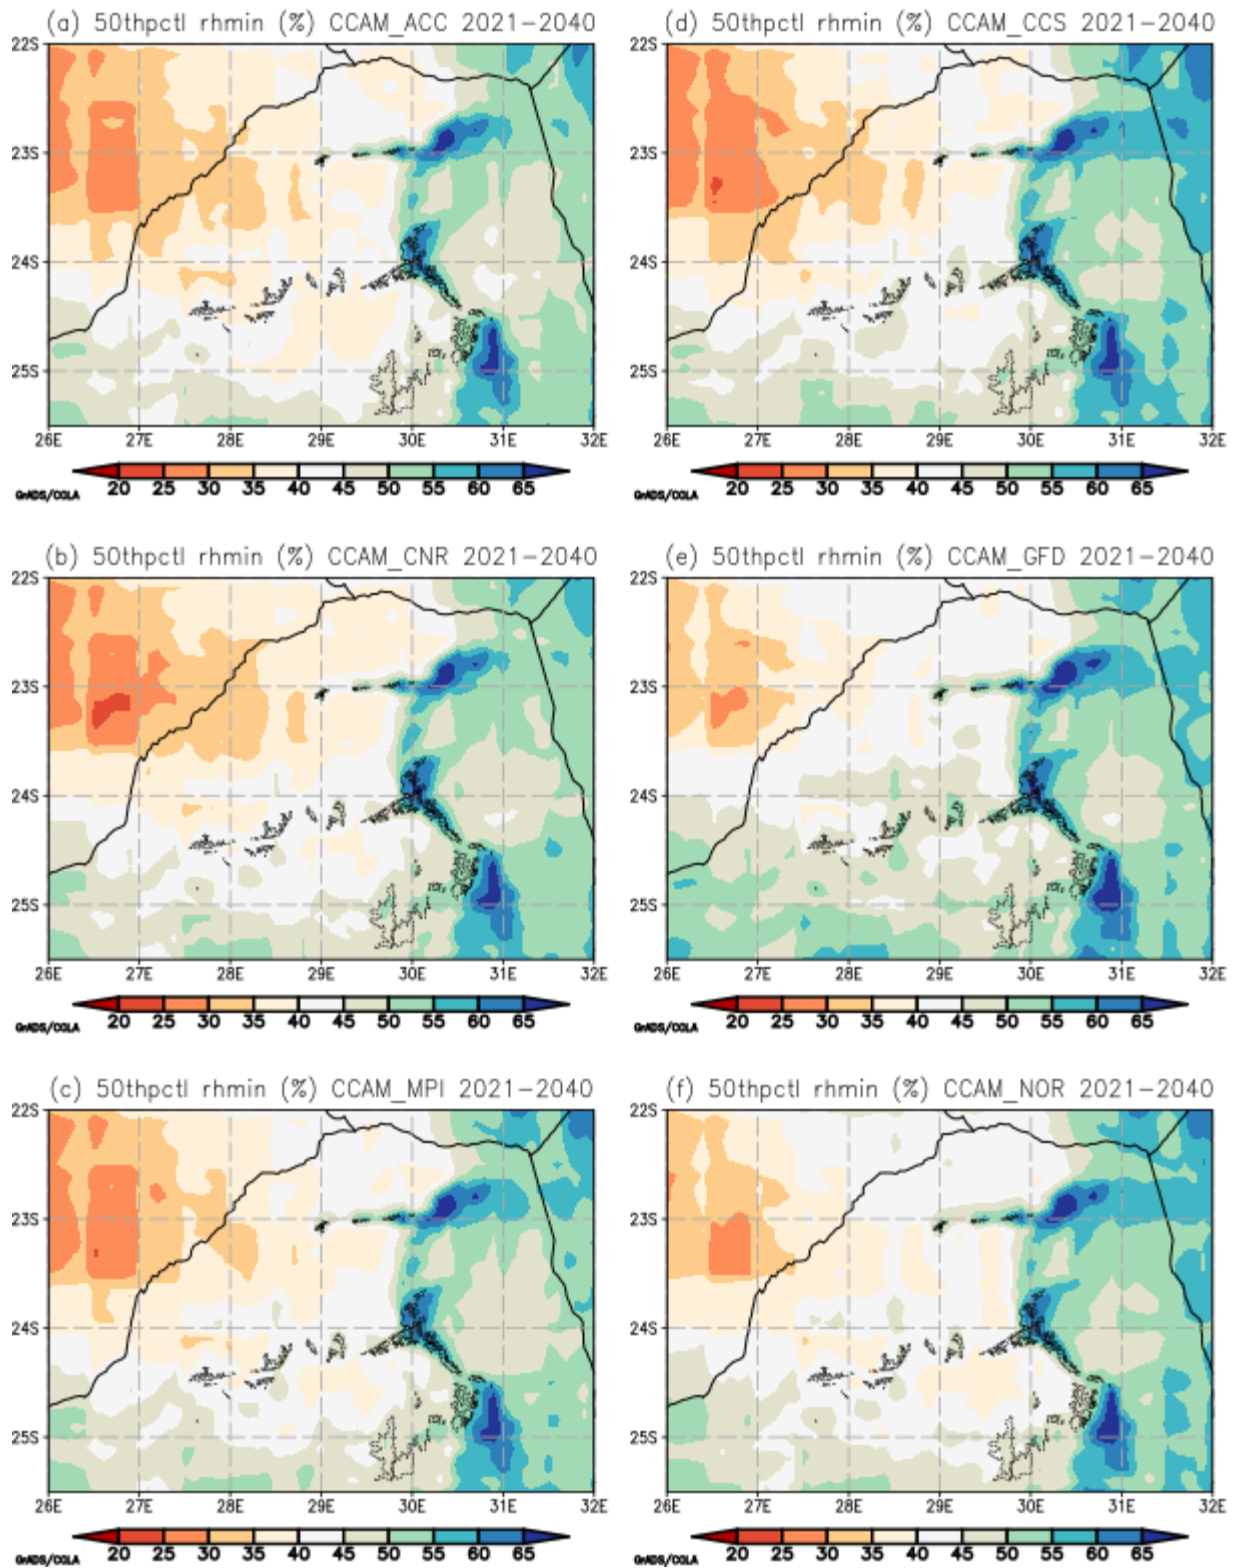 (a) 50thpctl rhmin (%) CCAM_ACC 2021-2040
22S
23S
24S
25S
26E 27E 28E 29E 30E 31E 32E
20 25 30 35 40 45 50 55 60 65
GrADS/COLA
(d) 50thpctl rhmin (%) CCAM_CCS 2021-2040
22S
23S
24S
25S
26E 27E 28E 29E 30E 31E 32E
20 25 30 35 40 45 50 55 60 65
GrADS/COLA
(b) 50thpctl rhmin (%) CCAM_CNR 2021-2040
22S
23S
24S
25S
26E 27E 28E 29E 30E 31E 32E
20 25 30 35 40 45 50 55 60 65
GrADS/COLA
(e) 50thpctl rhmin (%) CCAM_GFD 2021-2040
22S
23S
24S
25S
26E 27E 28E 29E 30E 31E 32E
20 25 30 35 40 45 50 55 60 65
GrADS/COLA
(c) 50thpctl rhmin (%) CCAM_MPI 2021-2040
22S
23S
24S
25S
26E 27E 28E 29E 30E 31E 32E
20 25 30 35 40 45 50 55 60 65
GrADS/COLA
(f) 50thpctl rhmin (%) CCAM_NOR 2021-2040
22S
23S
24S
25S
26E 27E 28E 29E 30E 31E 32E
20 25 30 35 40 45 50 55 60 65
GrADS/COLA